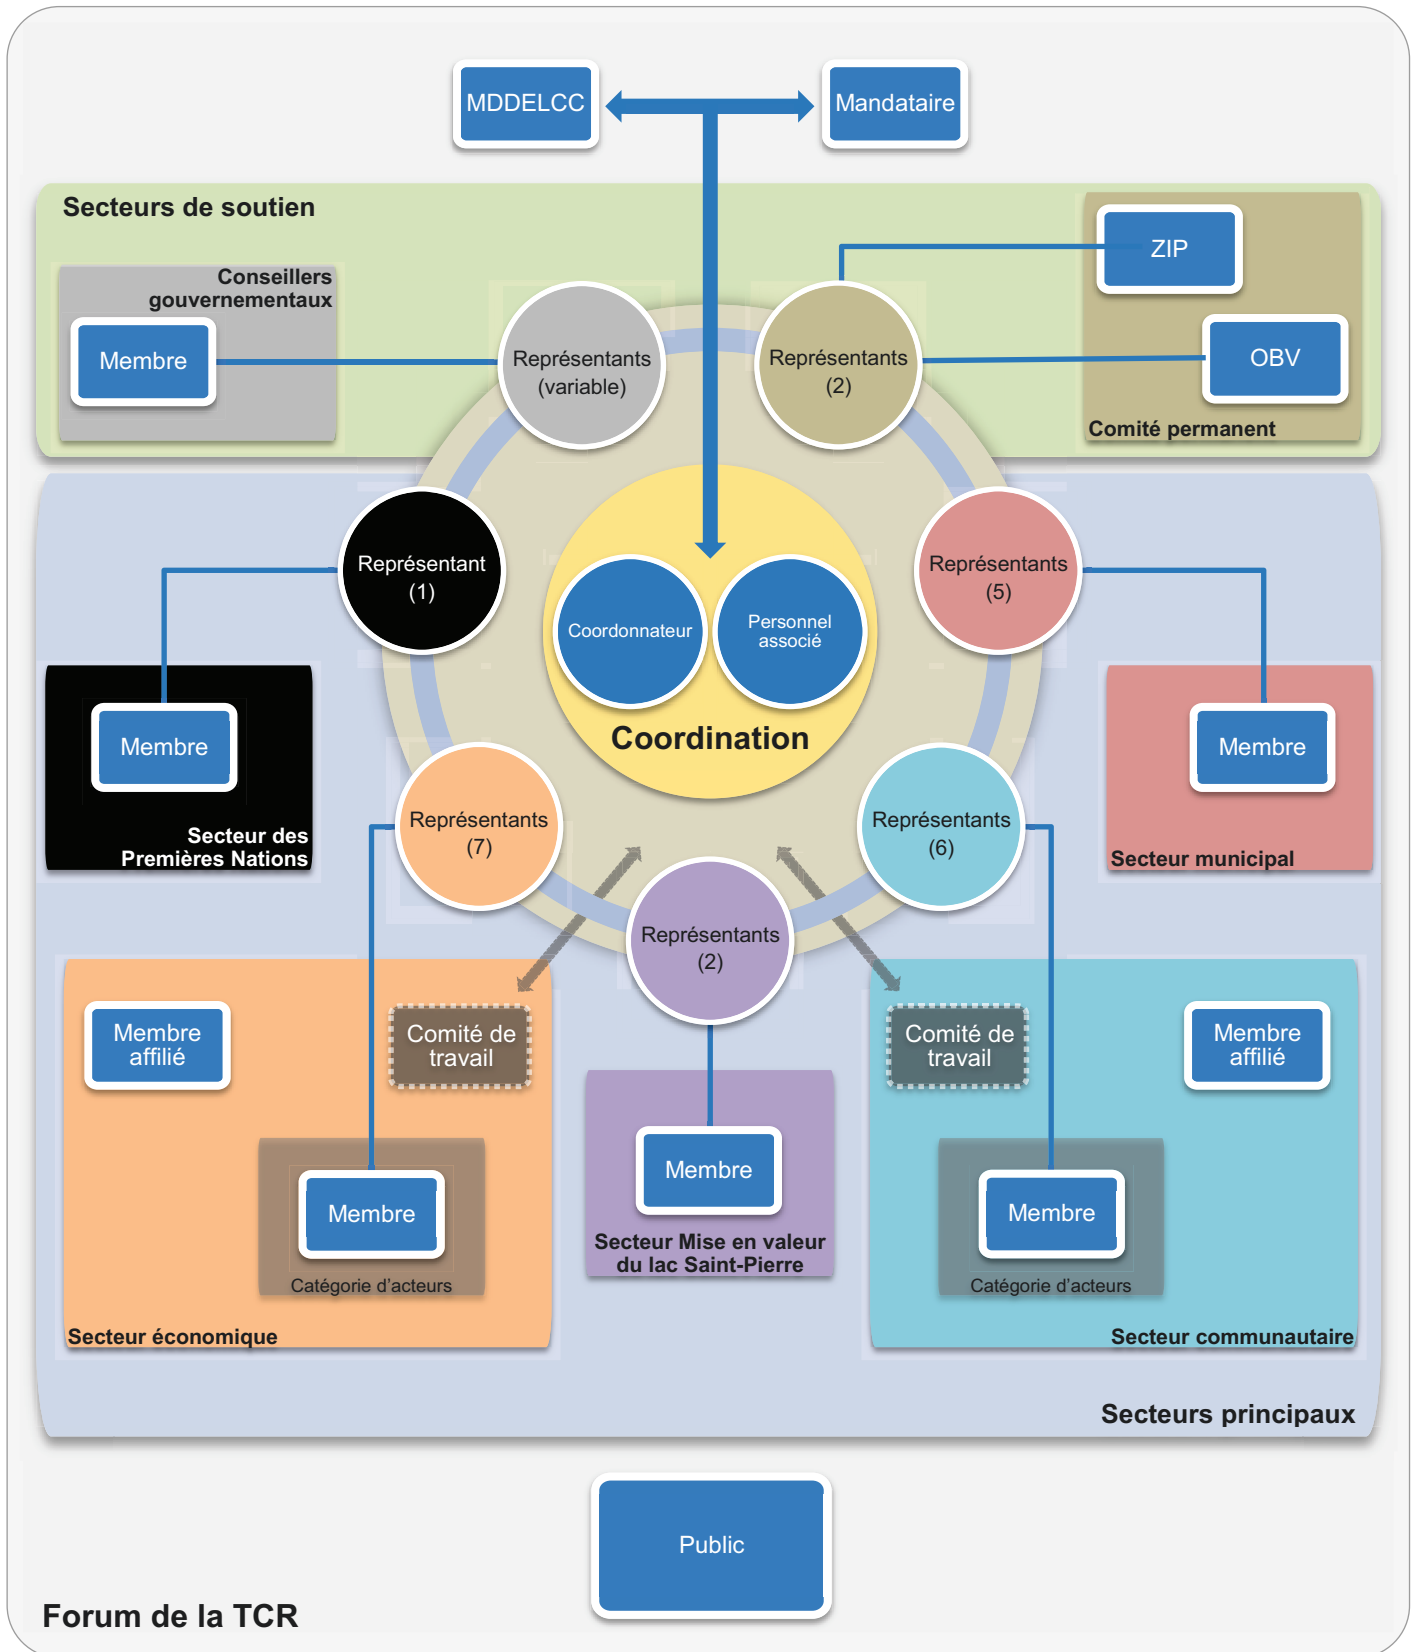 MDDELCC
Mandataire
Secteurs de soutien
Conseillers
gouvernementaux
Membre
Représentants
(variable)
Représentants
(2)
ZIP
OBV
Comité permanent
Représentant
(1)
Représentants
(5)
Coordonnateur
Personnel
associé
Coordination
Membre
Secteur des
Premières Nations
Membre
Secteur municipal
Représentants
(7)
Représentants
(6)
Représentants
(2)
Membre
affilié
Comité de
travail
Membre
Catégorie d'acteurs
Secteur économique
Membre
Secteur Mise en valeur
du lac Saint-Pierre
Comité de
travail
Membre
affilié
Membre
Catégorie d'acteurs
Secteur communautaire
Secteurs principaux
Public
Forum de la TCR